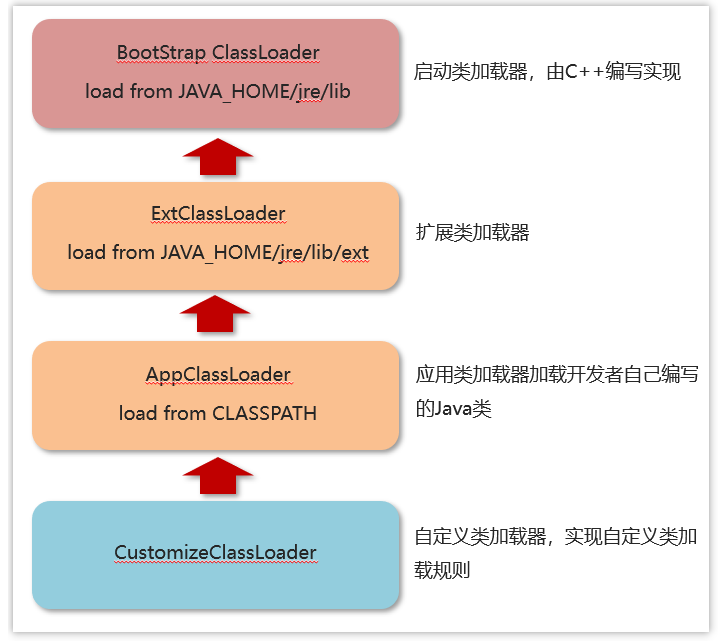 BootStrap ClassLoader
load from JAVA_HOME/jre/lib
启动类加载器，由C++编写实现
ExtClassLoader
load from JAVA_HOME/jre/lib/ext
扩展类加载器
AppClassLoader
load from CLASSPATH
应用类加载器加载开发者自己编写
的Java类
CustomizeClassLoader
自定义类加载器，实现自定义类加
载规则